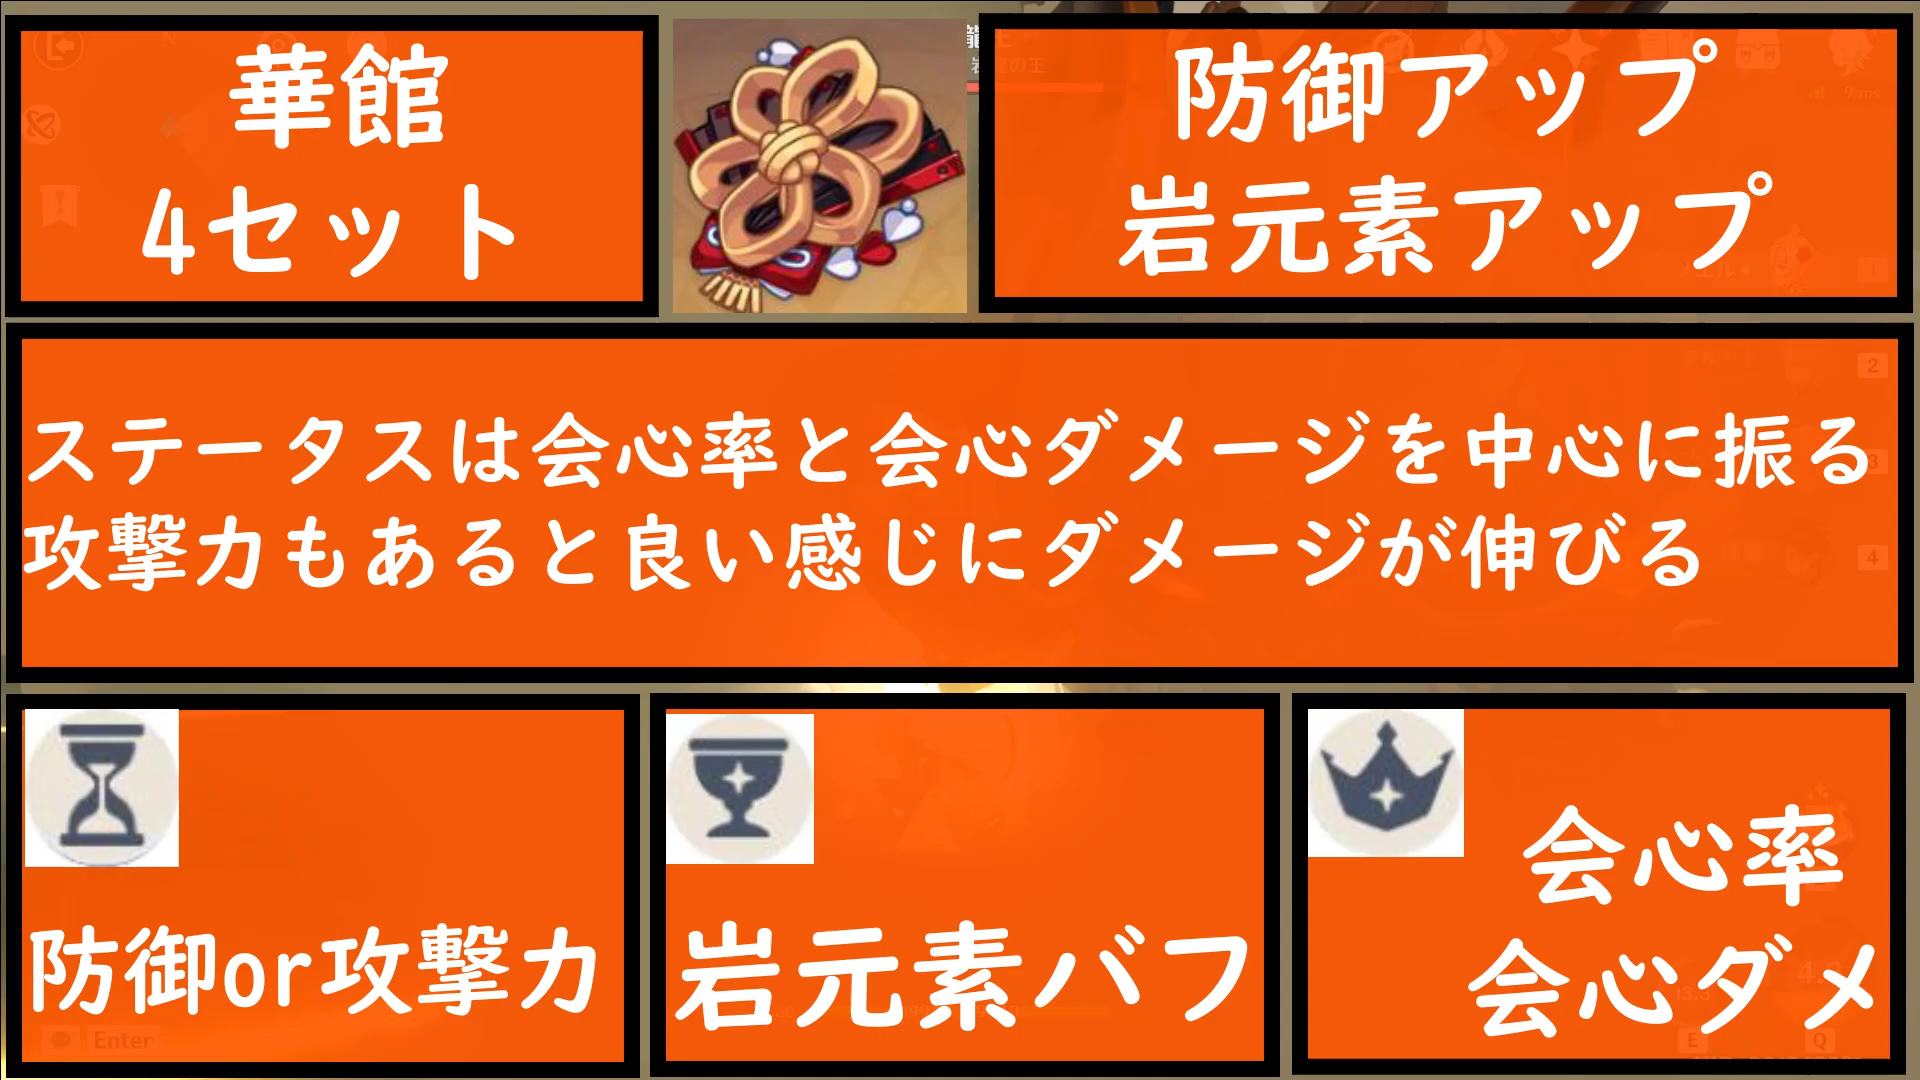 華館
4セット
防御アップ
岩元素アップ
ステータスは会心率と会心ダメージを中心に振る
攻撃力もあると良い感じにダメージが伸びる
2
3
4
防御or攻撃力
岩元素バフ
会心率
会心ダメ
Enter
E
Q